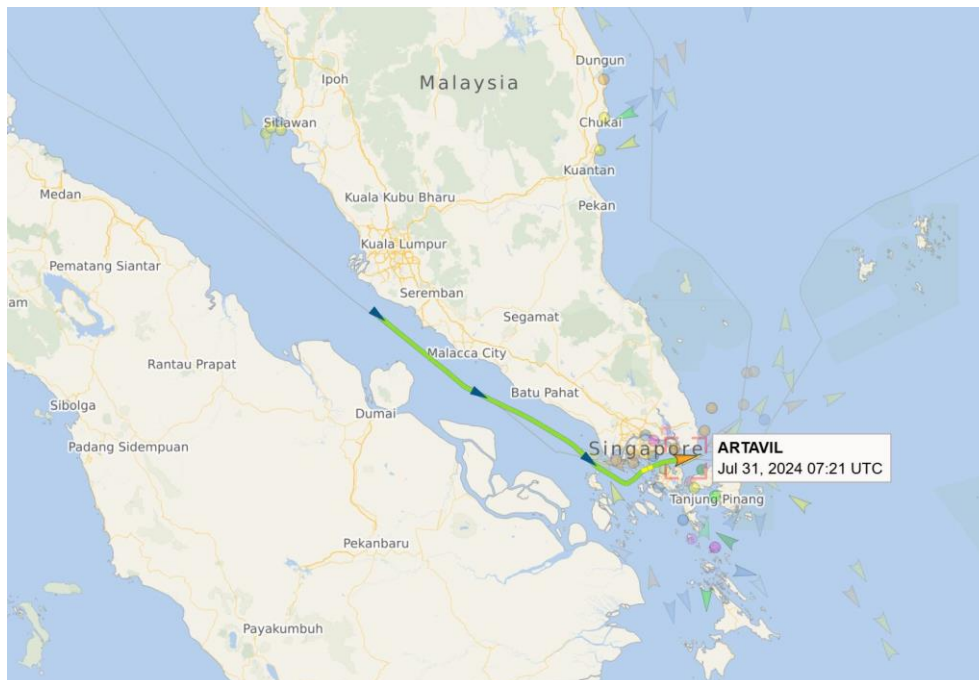 Dungun
Ipoh
Malaysia
Sitiawan
Chukai
Kuantan
Medan
Kuala Kubu Bharu
Pekan
Kuala Lumpur
Pematang Siantar
Seremban
am
Segamat
Malacca City
Rantau Prapat
Batu Pahat
Sibolga
Dumai
Padang Sidempuan
Singapore
ARTAVIL
Jul 31, 2024 07:21 UTC
Tanjung Pinang
Pekanbaru
Payakumbuh